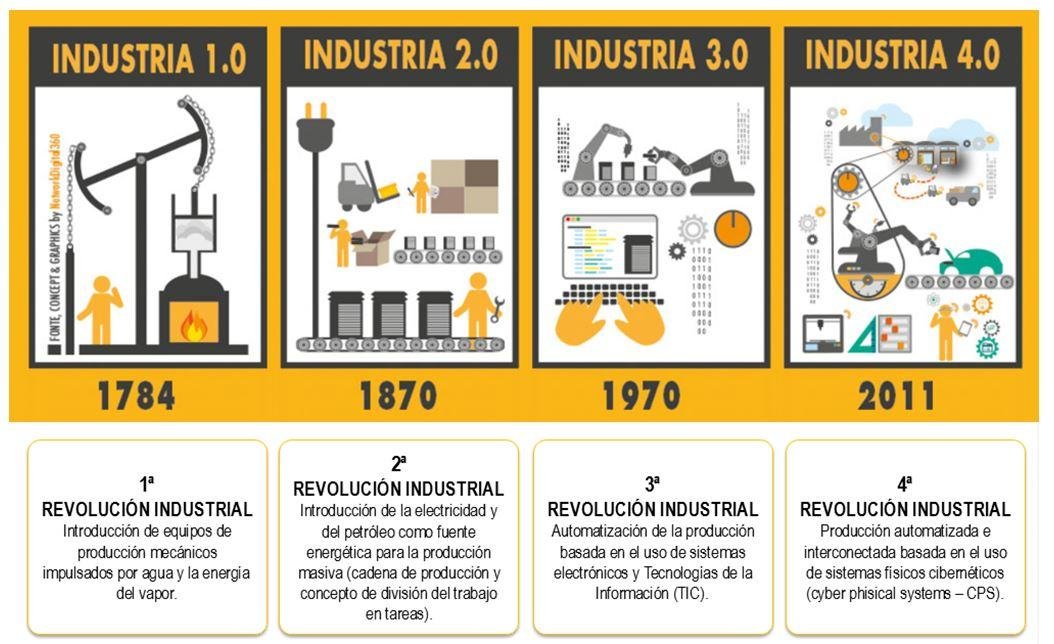 INDUSTRIA 1.0
INDUSTRIA 2.0
INDUSTRIA 3.0
INDUSTRIA 4.0
FONTE, CONCEPT & GRAPHIKS by NetworkDigital360
1784
1870
1970
2011
1ª
REVOLUCIÓN INDUSTRIAL
Introducción de equipos de
producción mecánicos
impulsados por agua y la energía
del vapor.
2ª
REVOLUCIÓN INDUSTRIAL
Introducción de la electricidad y
del petróleo como fuente
energética para la producción
masiva (cadena de producción y
concepto de división del trabajo
en tareas).
3ª
REVOLUCIÓN INDUSTRIAL
Automatización de la producción
basada en el uso de sistemas
electrónicos y Tecnologías de la
Información (TIC).
4ª
REVOLUCIÓN INDUSTRIAL
Producción automatizada e
interconectada basada en el uso
de sistemas físicos cibernéticos
(cyber phisical systems – CPS).